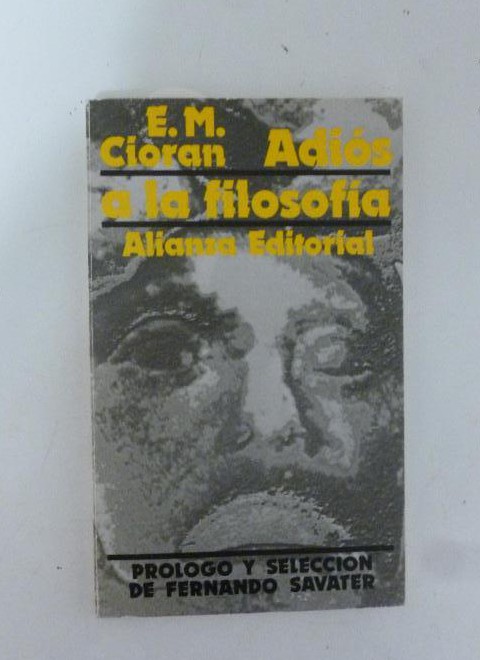 E. M.
Cioran Adiós
a la filosofía
Alianza Editorial
PROLOGO Y SELECCION
DE FERNANDO SAVATER